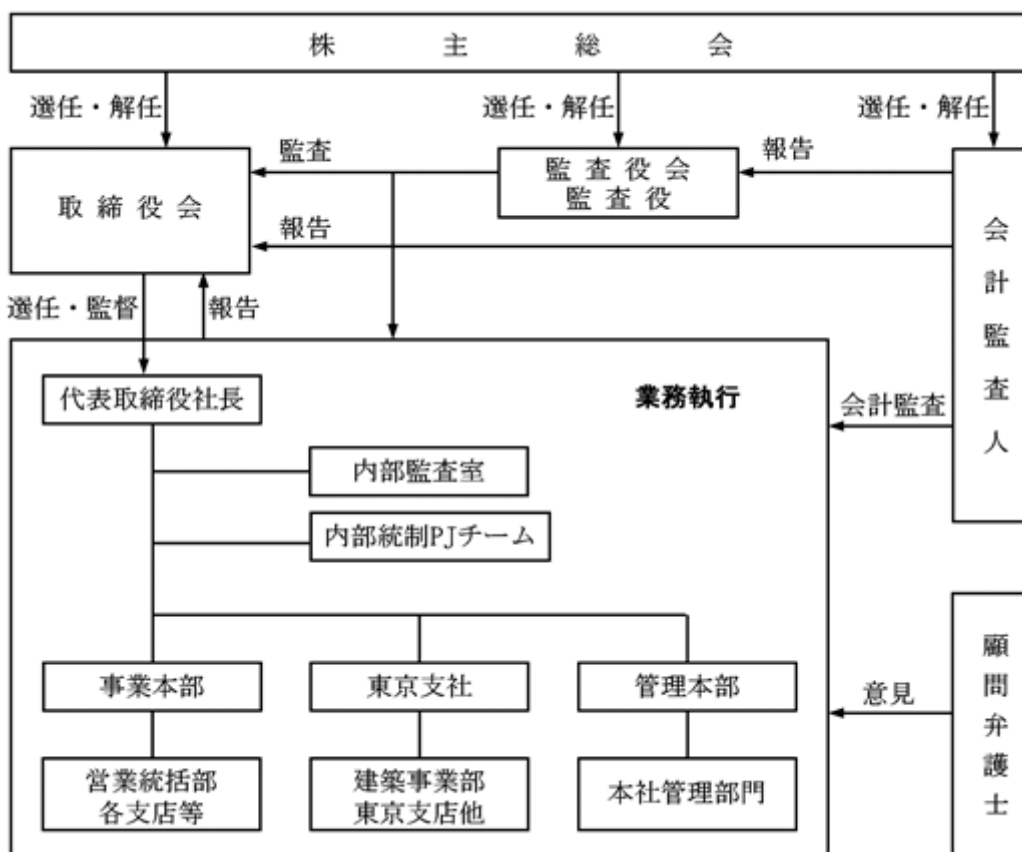 株主総会
選任・解任
選任・解任
選任・解任
監査
監査役会
監査役
報告
取締役会
報告
会計監査人
選任・監督
報告
代表取締役社長
業務執行
会計監査
内部監査室
内部統制PJチーム
事業本部
東京支社
管理本部
意見
顧問弁護士
営業統括部
各支店等
建築事業部
東京支店他
本社管理部門